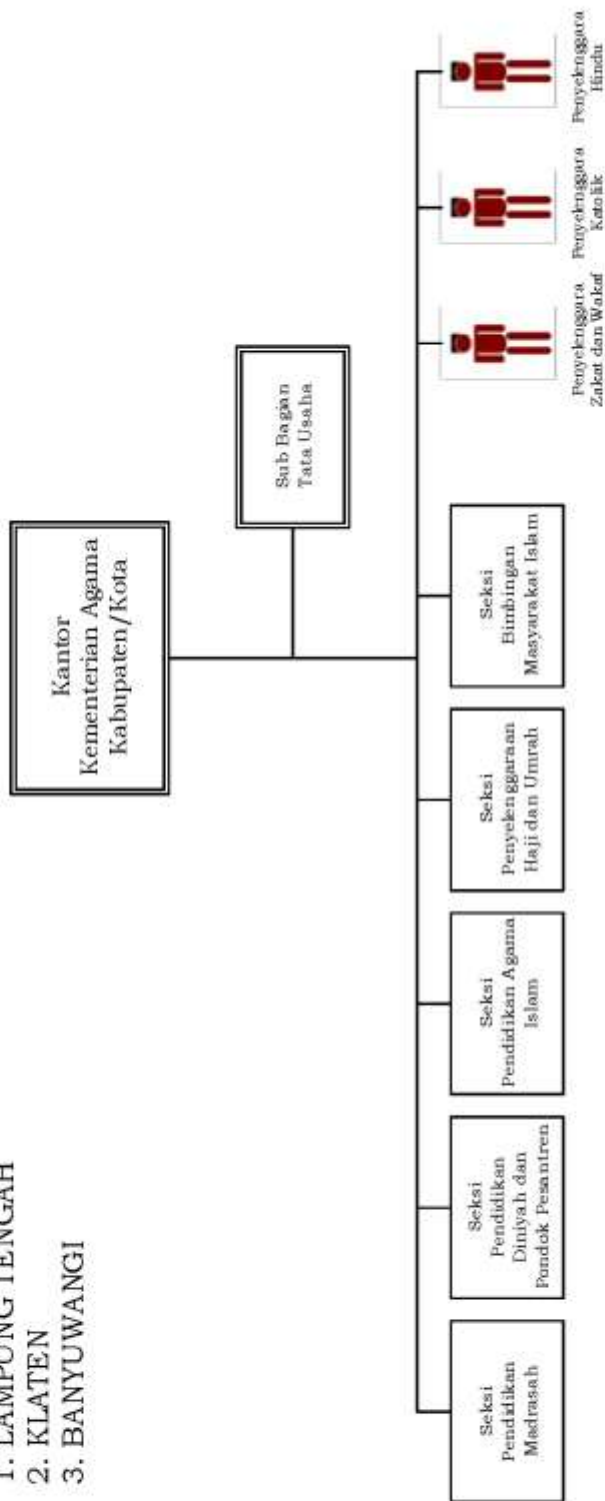 1. LAMPUNG TENGAH
2. KLATEN
3. BANYUWANGI
Kantor
Kementerian Agama
Kabupaten/Kota
Sub Bagian
Tata Usaha
Seksi
Pendidikan
Madrasah
Seksi
Pendidikan
Diniyah dan
Pondok Pesantren
Seksi
Pendidikan Agama
Islam
Seksi
Penyelenggaraan
Haji dan Umrah
Seksi
Bimbingan
Masyarakat Islam
Penyelenggara
Zakat dan Wakaf
Penyelenggara
Katolik
Penyelenggara
Hindu